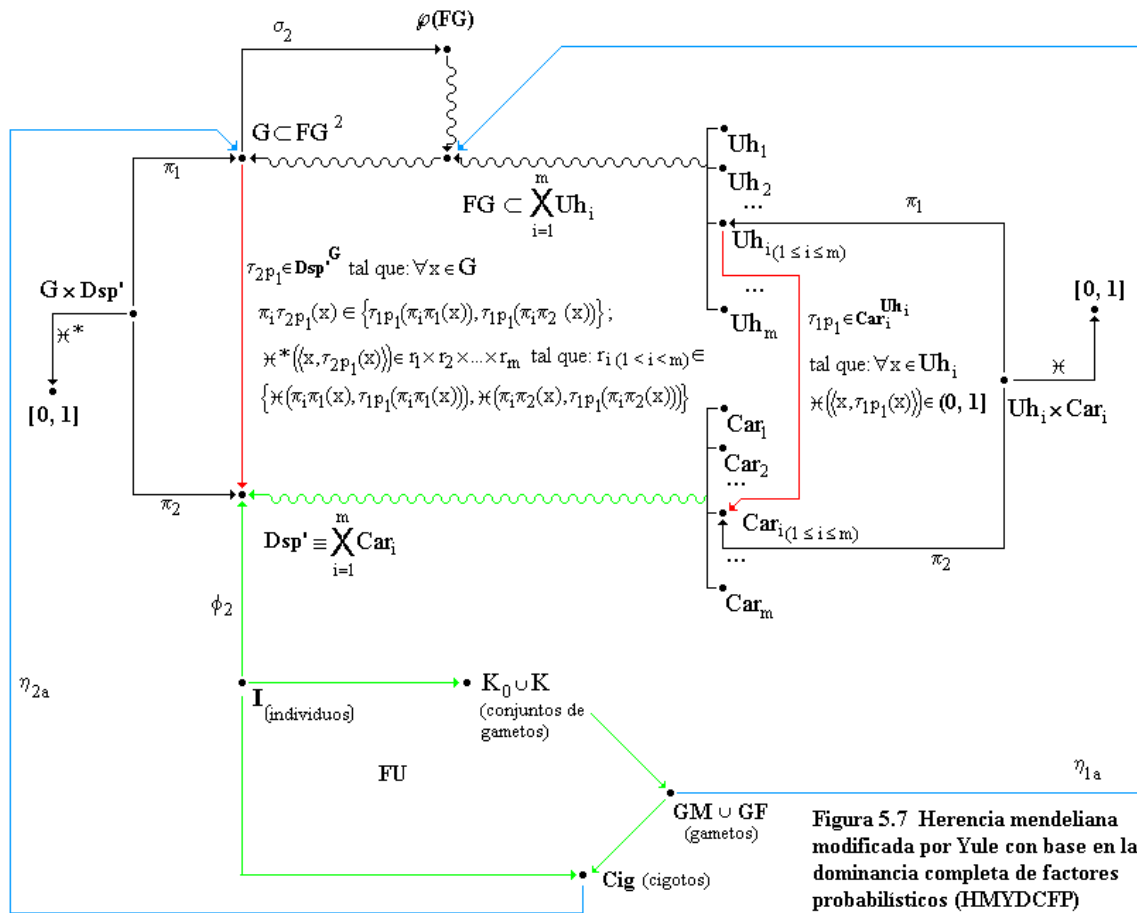 σ₂
℘(FG)
G ⊂ FG ²
π₁
FG ⊂ X Uhᵢ
m
i=1
Uh₁
Uh₂
...
Uhᵢ (1 ≤ i ≤ m)
...
Uhₘ
π₁
G × Dsp'
ϰ*
[0, 1]
τ₂ₚ₁ ∈ Dsp'^G tal que: ∀x ∈ G
πᵢτ₂ₚ₁(x) ∈ {τ₁ₚ₁(πᵢπ₁(x)), τ₁ₚ₁(πᵢπ₂ (x))} ;
ϰ*(⟨x, τ₂ₚ₁(x)⟩) ∈ r₁ × r₂ × ... × rₘ tal que: rᵢ (1 < i < m) ∈
{ϰ(πᵢπ₁(x), τ₁ₚ₁(πᵢπ₁(x))), ϰ(πᵢπ₂(x), τ₁ₚ₁(πᵢπ₂(x)))}
τ₁ₚ₁ ∈ Carᵢ^Uhᵢ
tal que: ∀x ∈ Uhᵢ
ϰ(⟨x, τ₁ₚ₁(x)⟩) ∈ (0, 1]
[0, 1]
ϰ
Uhᵢ × Carᵢ
Car₁
Car₂
...
Carᵢ (1 ≤ i ≤ m)
...
Carₘ
π₂
π₂
Dsp' ≡ X Carᵢ
m
i=1
ϕ₂
η₂ₐ
I (individuos)
K₀ ∪ K
(conjuntos de
gametos)
FU
GM ∪ GF
(gametos)
η₁ₐ
Cig (cigotos)
Figura 5.7 Herencia mendeliana
modificada por Yule con base en la
dominancia completa de factores
probabilísticos (HMYDCFP)